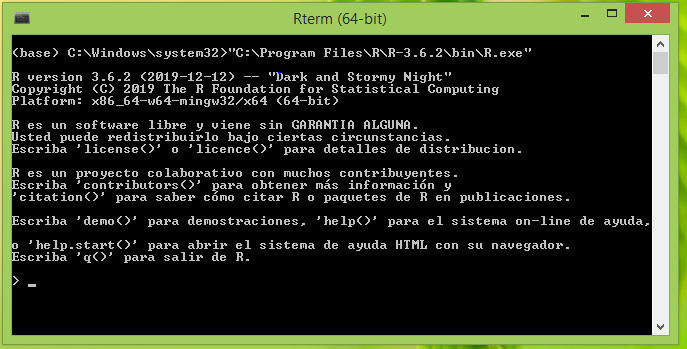 Rterm (64-bit)
(base) C:\Windows\system32>"C:\Program Files\R\R-3.6.2\bin\R.exe"
R version 3.6.2 (2019-12-12) -- "Dark and Stormy Night"
Copyright (C) 2019 The R Foundation for Statistical Computing
Platform: x86_64-w64-mingw32/x64 (64-bit)
R es un software libre y viene sin GARANTIA ALGUNA.
Usted puede redistribuirlo bajo ciertas circunstancias.
Escriba 'license()' o 'licence()' para detalles de distribucion.
R es un proyecto colaborativo con muchos contribuyentes.
Escriba 'contributors()' para obtener más información y
'citation()' para saber cómo citar R o paquetes de R en publicaciones.
Escriba 'demo()' para demostraciones, 'help()' para el sistema on-line de ayuda,
o 'help.start()' para abrir el sistema de ayuda HTML con su navegador.
Escriba 'q()' para salir de R.
> _